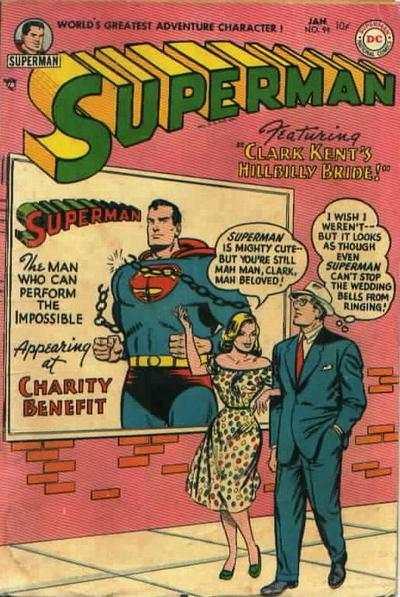 WORLD'S GREATEST ADVENTURE CHARACTER!
JAN.
NO. 94
10¢
SUPERMAN
DC
SUPERMAN
Featuring
"CLARK KENT'S
HILLBILLY BRIDE!"
SUPERMAN
The MAN
WHO CAN
PERFORM
THE
IMPOSSIBLE
Appearing
at
CHARITY
BENEFIT
SUPERMAN
IS MIGHTY CUTE--
BUT YOU'RE STILL
MAH MAN, CLARK,
MAH BELOVED!
I WISH I
WEREN'T--
BUT IT LOOKS
AS THOUGH
EVEN
SUPERMAN
CAN'T STOP
THE WEDDING
BELLS FROM
RINGING!